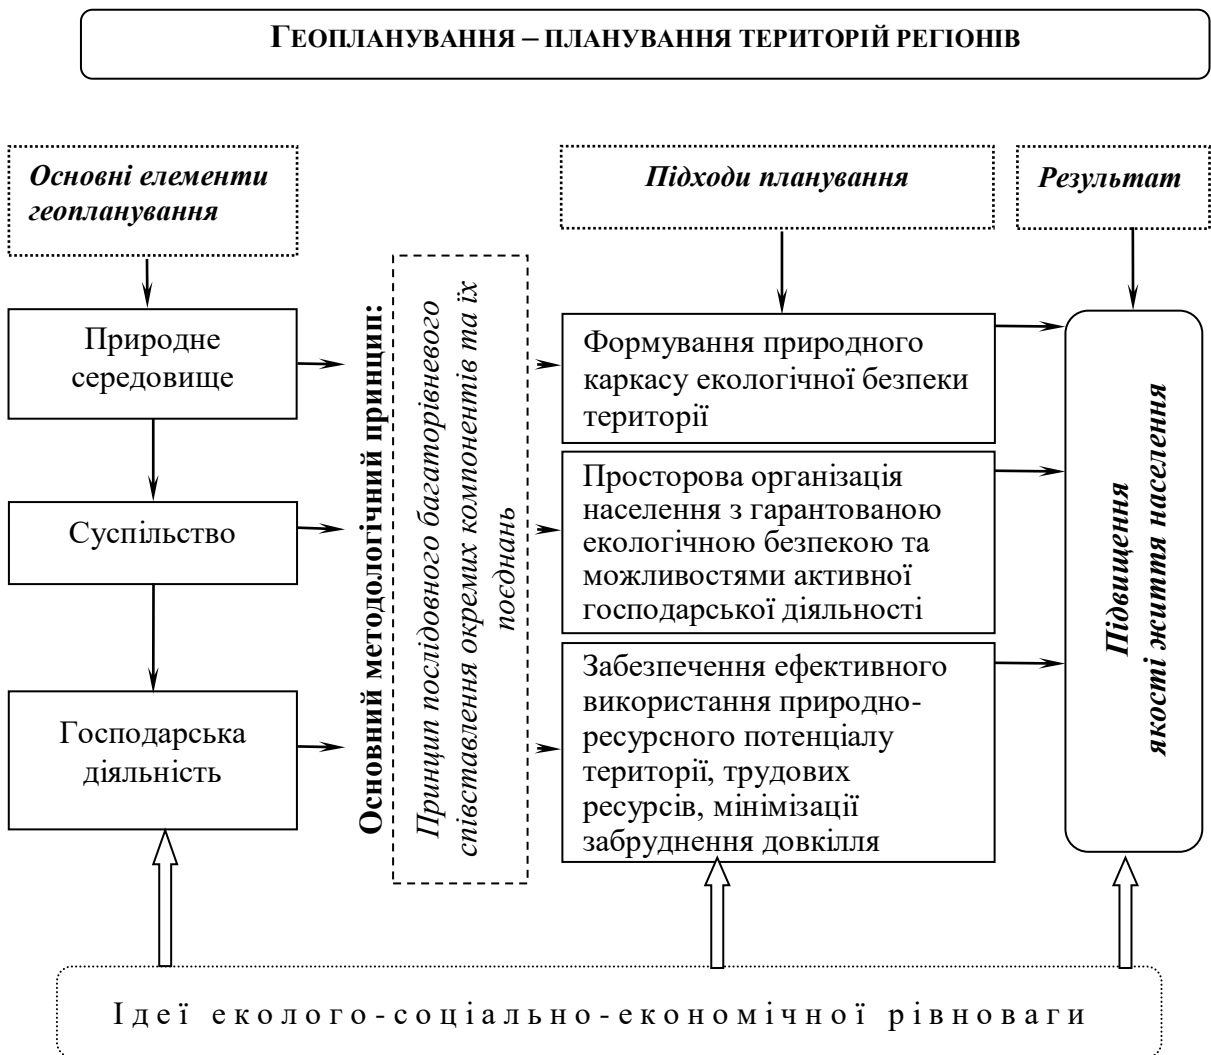 ГЕОПЛАНУВАННЯ – ПЛАНУВАННЯ ТЕРИТОРІЙ РЕГІОНІВ
Основні елементи
геопланування
Природне
середовище
Суспільство
Господарська
діяльність
Основний методологічний принцип:
Принцип послідовного багаторівневого
співставлення окремих компонентів та їх
поєднань
Підходи планування
Формування природного
каркасу екологічної безпеки
території
Просторова організація
населення з гарантованою
екологічною безпекою та
можливостями активної
господарської діяльності
Забезпечення ефективного
використання природно-
ресурсного потенціалу
території, трудових
ресурсів, мінімізації
забруднення довкілля
Результат
Підвищення
якості життя населення
Ідеї еколого-соціально-економічної рівноваги